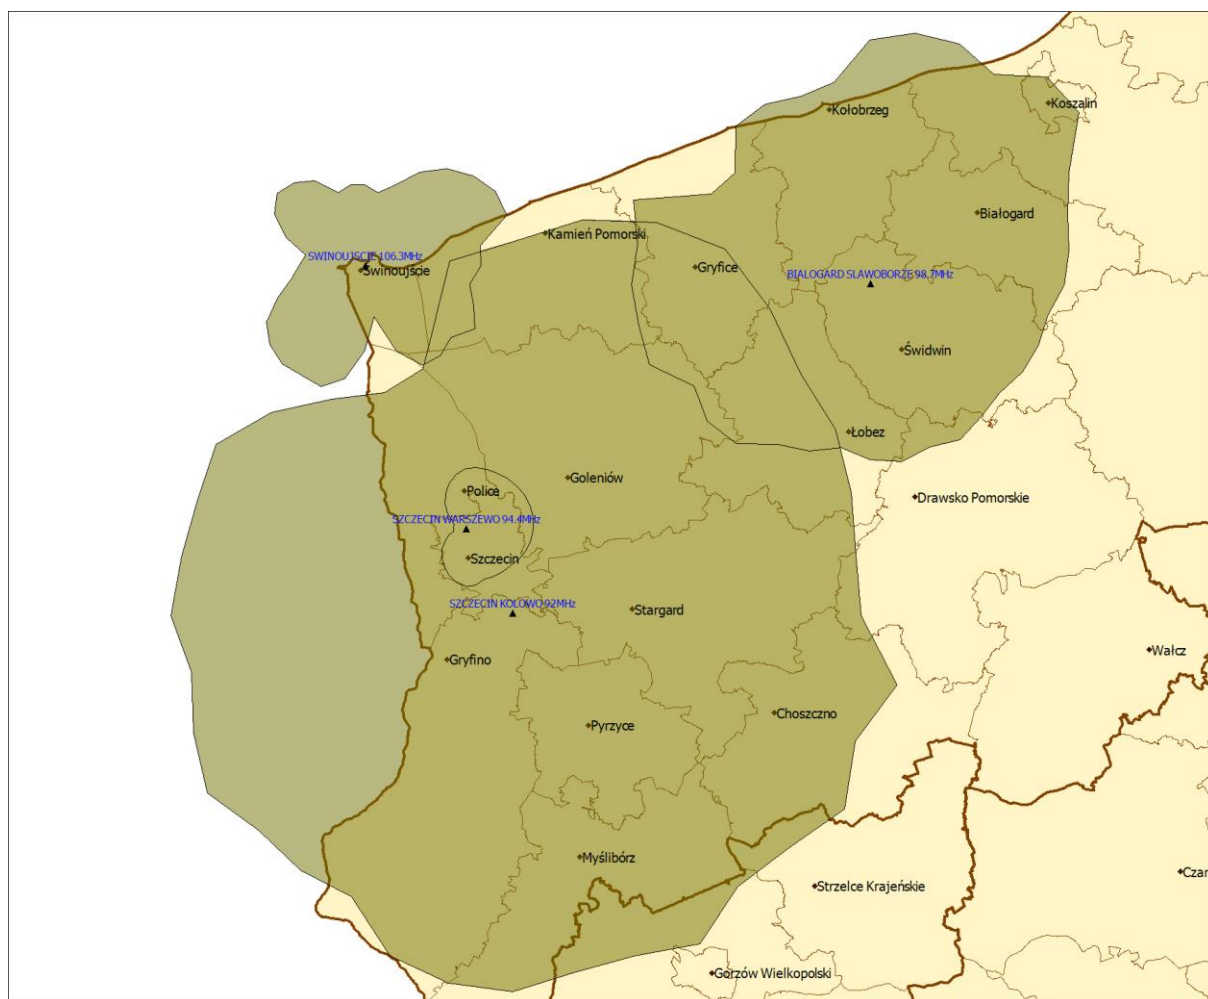 Koszalin
Kołobrzeg
Białogard
Kamień Pomorski
SWINOUJSCIE 106.3MHz
Świnoujście
Gryfice
BIALOGARD SLAWOBORZE 98.7MHz
Świdwin
Łobez
Goleniów
Police
Drawsko Pomorskie
SZCZECIN WARSZEWO 94.4MHz
Szczecin
SZCZECIN KOLOWO 92MHz
Stargard
Wałcz
Gryfino
Choszczno
Pyrzyce
Myślibórz
Czar
Strzelce Krajeńskie
Gorzów Wielkopolski